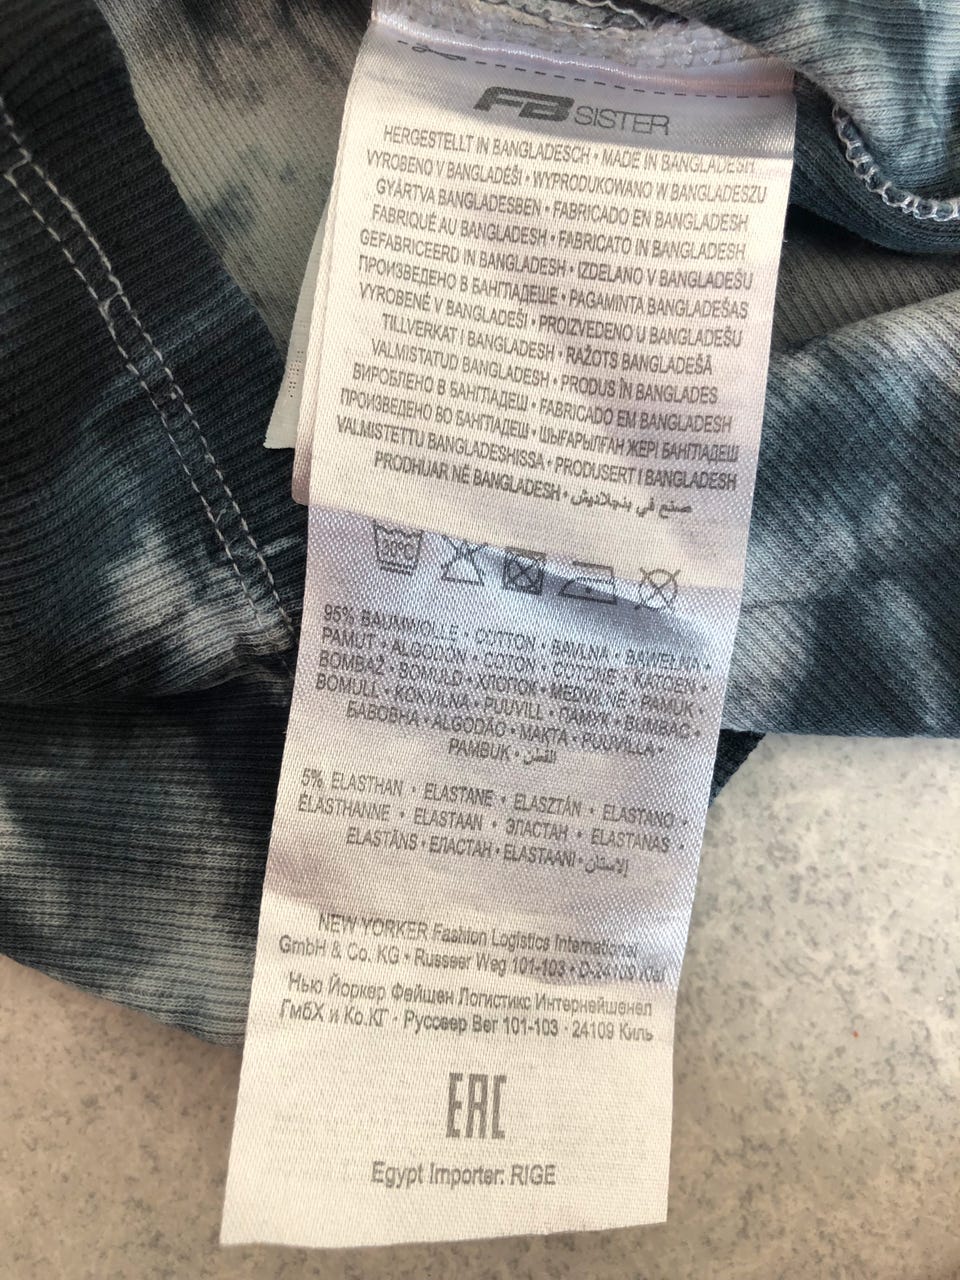 FB SISTER
HERGESTELLT IN BANGLADESCH • MADE IN BANGLADESH
VYROBENO V BANGLADÉŠI • WYPRODUKOWANO W BANGLADESZU
GYÁRTVA BANGLADESBEN • FABRICADO EN BANGLADESH
FABRIQUÉ AU BANGLADESH • FABBRICATO IN BANGLADESH
GEFABRICEERD IN BANGLADESH • IZDELANO V BANGLADEŠU
ПРОИЗВЕДЕНО В БАНГЛАДЕШЕ • PAGAMINTA BANGLADEŠAS
VYROBENÉ V BANGLADEŠI • PROIZVEDENO U BANGLADEŠU
TILLVERKAT I BANGLADESH • RAŽOTS BANGLADEŠĀ
VALMISTATUD BANGLADESH • PRODUS ÎN BANGLADES
ВИРОБЛЕНО В БАНГЛАДЕШ • FABRICADO EM BANGLADESH
ПРОИЗВЕДЕНО ВО БАНГЛАДЕШ • ШЫҒАРЫЛҒАН ЖЕРІ БАНГЛАДЕШ
VALMISTETTU BANGLADESHISSA • PRODUSERT I BANGLADESH
PRODHUAR NË BANGLADESH • صنع في بنجلاديش
30°C
95% BAUMWOLLE • COTTON • BAVLNA • BAWEŁNA •
PAMUT • ALGODÓN • COTON • COTONE • KATOEN •
BOMBAŽ • BOMULD • ХЛОПОК • MEDVILNĖ • PAMUK •
BOMULL • KOKVILNA • PUUVILL • ПАМУК • BUMBAC •
БАВОВНА • ALGODÃO • МАКТА • PUUVILLA •
PAMBUK • القطن
5% ELASTHAN • ELASTANE • ELASZTÁN • ELASTANO •
ÉLASTHANNE • ELASTAAN • ЭЛАСТАН • ELASTANAS •
ELASTĀNS • ЕЛАСТАН • ELASTAANI • الإستان
NEW YORKER Fashion Logistics International
GmbH & Co. KG • Russeer Weg 101-103 • D-24109 Kiel
Нью Йоркер Фейшен Логистикс Интернейшенел
ГмбХ и Ко.КГ • Руссеер Вег 101-103 • 24109 Киль
EAC
Egypt Importer: RIGE